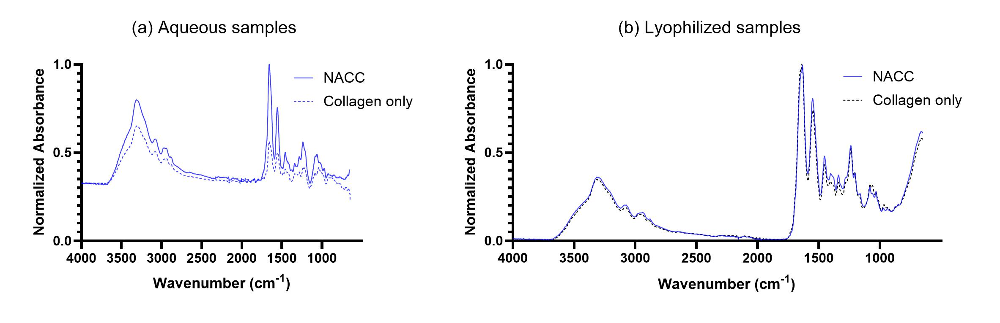 (a) Aqueous samples
Normalized Absorbance
1.0
0.5
0.0
4000 3500 3000 2500 2000 1500 1000
Wavenumber (cm⁻¹)
NACC
Collagen only
(b) Lyophilized samples
Normalized Absorbance
1.0
0.5
0.0
4000 3500 3000 2500 2000 1500 1000
Wavenumber (cm⁻¹)
NACC
Collagen only